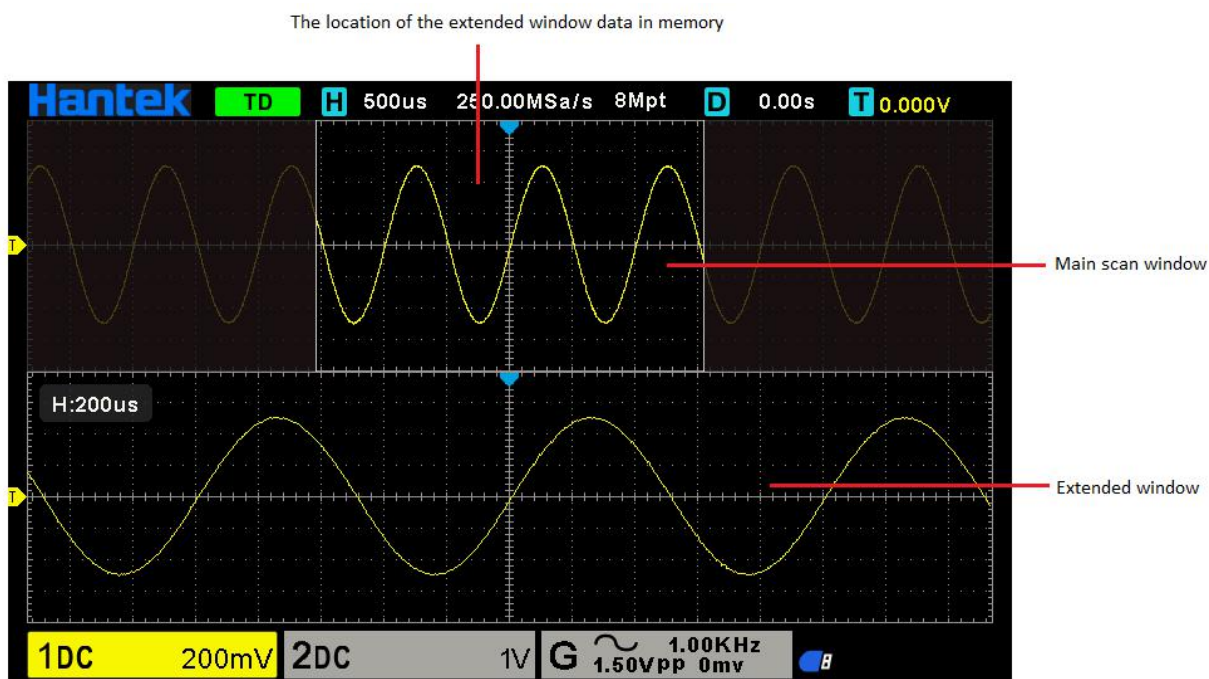 The location of the extended window data in memory
Hantek TD H 500us 250.00MSa/s 8Mpt D 0.00s T 0.000V
T
Main scan window
H:200us
T
Extended window
1DC 200mV 2DC 1V G 1.00KHz
1.50Vpp 0mv